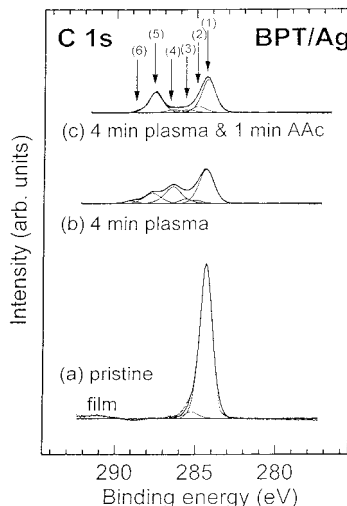 C 1s
BPT/Ag
(6)
(5)
(4)
(3)
(2)
(1)
(c) 4 min plasma & 1 min AAc
(b) 4 min plasma
(a) pristine
film
Intensity (arb. units)
290
285
280
Binding energy (eV)